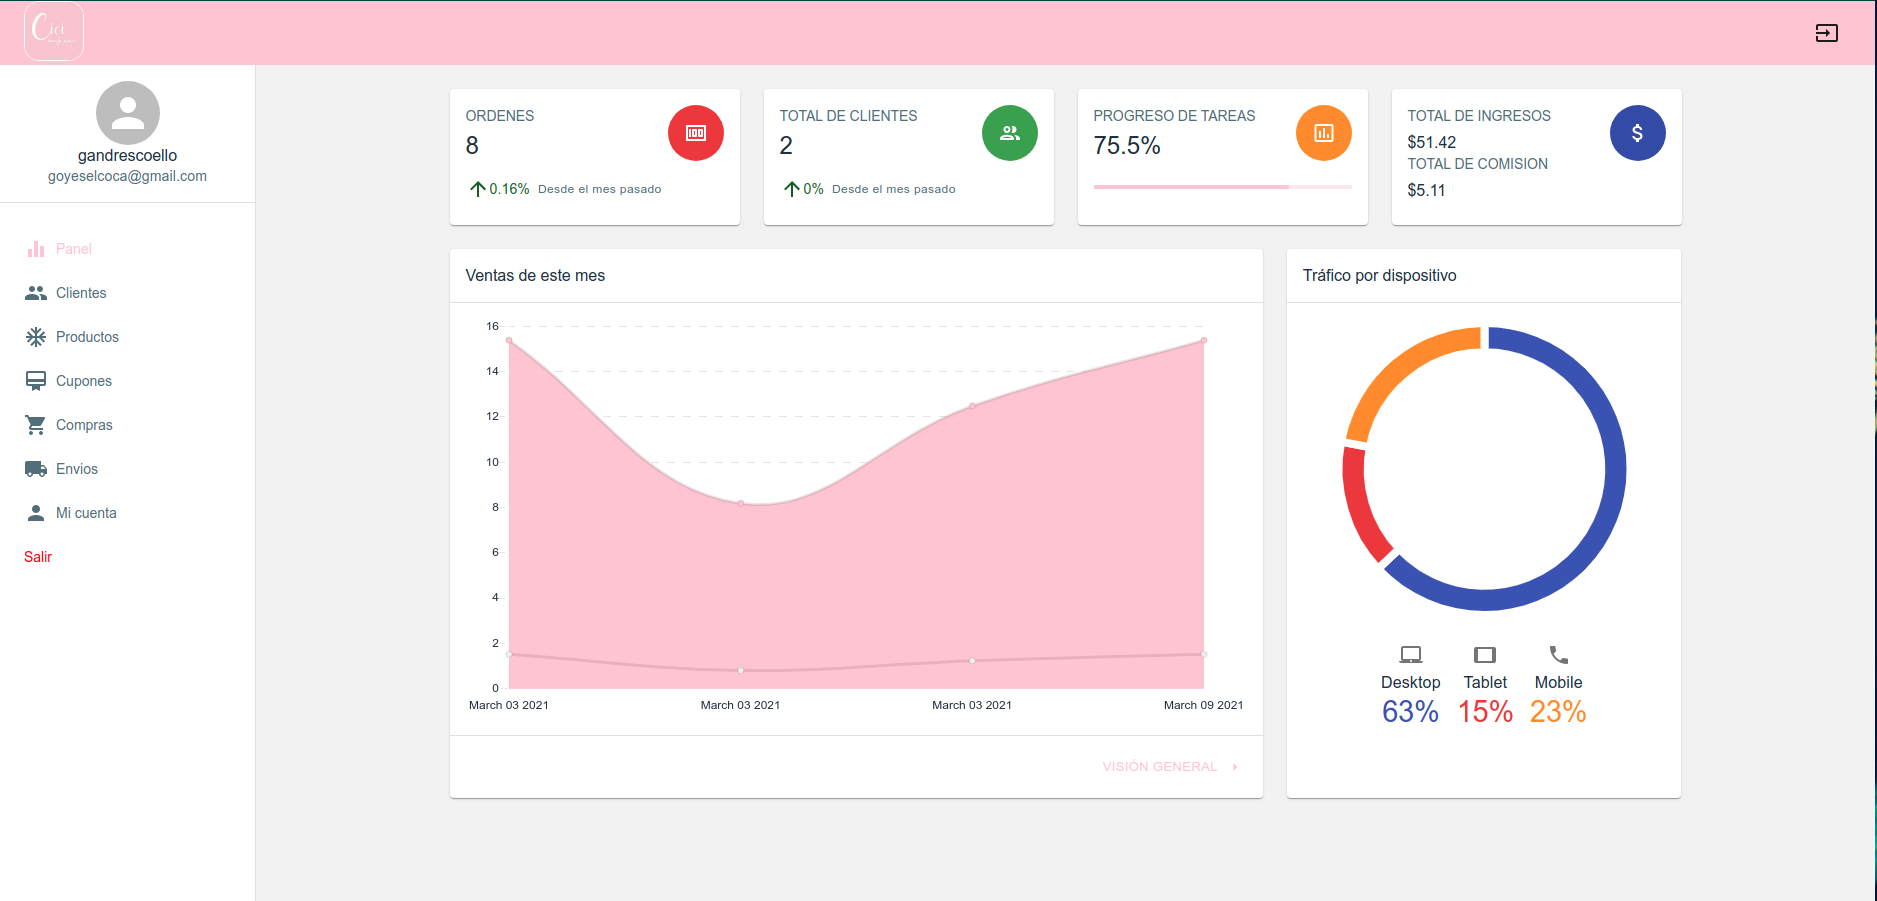 Cici
gandrescoello
goyeselcoca@gmail.com
Panel
Clientes
Productos
Cupones
Compras
Envios
Mi cuenta
Salir
ORDENES
8
0.16% Desde el mes pasado
TOTAL DE CLIENTES
2
0% Desde el mes pasado
PROGRESO DE TAREAS
75.5%
TOTAL DE INGRESOS
$51.42
TOTAL DE COMISION
$5.11
Ventas de este mes
16
14
12
10
8
6
4
2
0
March 03 2021
March 03 2021
March 03 2021
March 09 2021
VISIÓN GENERAL
Tráfico por dispositivo
Desktop
63%
Tablet
15%
Mobile
23%